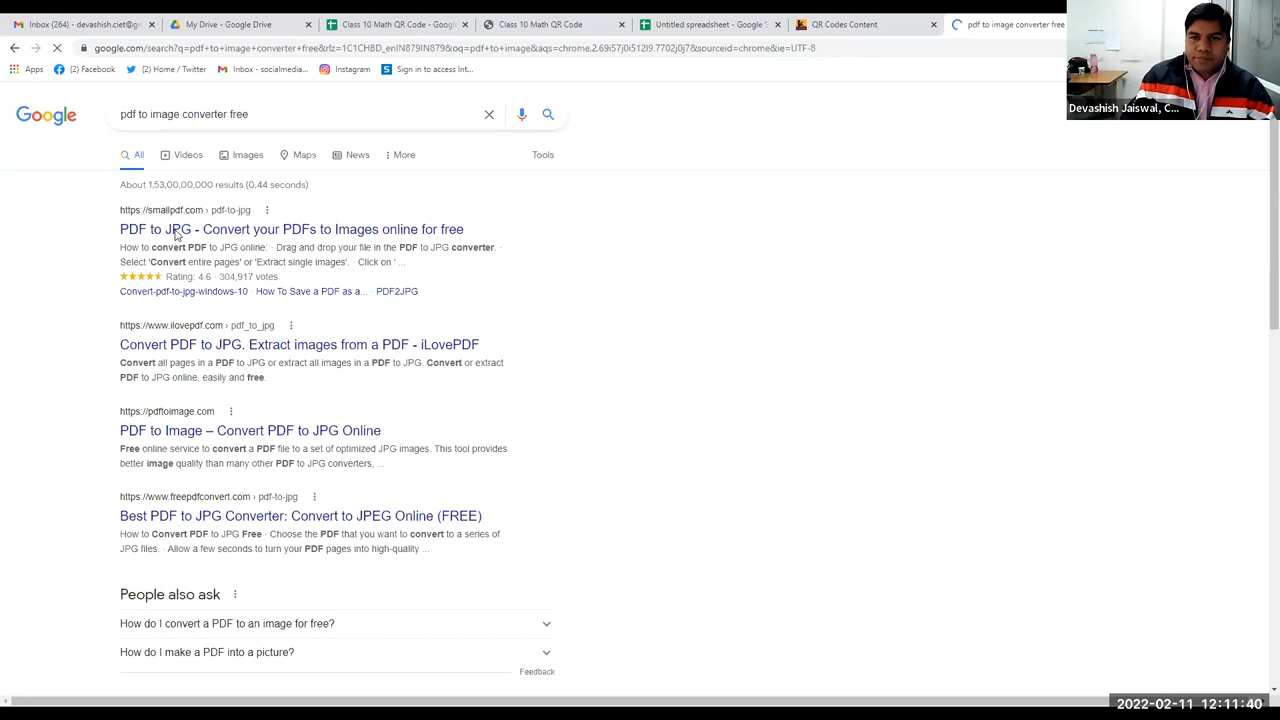 Inbox (264) - devashish.ciet@g
My Drive - Google Drive
Class 10 Math QR Code - Googl
Class 10 Math QR Code
Untitled spreadsheet - Google S
QR Codes Content
pdf to image converter free
google.com/search?q=pdf+to+image+converter+free&rlz=1C1CHBD_enIN879IN879&oq=pdf+to+image&aqs=chrome.2.69i57j0i512l9.7702j0j7&sourceid=chrome&ie=UTF-8
Apps
(2) Facebook
(2) Home / Twitter
Inbox - socialmedia...
Instagram
Sign in to access Int...
Devashish Jaiswal, C...
Google
pdf to image converter free
All
Videos
Images
Maps
News
More
Tools
About 1,53,00,00,000 results (0.44 seconds)
https://smallpdf.com › pdf-to-jpg
PDF to JPG - Convert your PDFs to Images online for free
How to convert PDF to JPG online: · Drag and drop your file in the PDF to JPG converter. ·
Select 'Convert entire pages' or 'Extract single images'. · Click on ' ...
Rating: 4.6 · 304,917 votes
Convert-pdf-to-jpg-windows-10 · How To Save a PDF as a... · PDF2JPG
https://www.ilovepdf.com › pdf_to_jpg
Convert PDF to JPG. Extract images from a PDF - iLovePDF
Convert all pages in a PDF to JPG or extract all images in a PDF to JPG. Convert or extract
PDF to JPG online, easily and free.
https://pdftoimage.com
PDF to Image – Convert PDF to JPG Online
Free online service to convert a PDF file to a set of optimized JPG images. This tool provides
better image quality than many other PDF to JPG converters, ...
https://www.freepdfconvert.com › pdf-to-jpg
Best PDF to JPG Converter: Convert to JPEG Online (FREE)
How to Convert PDF to JPG Free · Choose the PDF that you want to convert to a series of
JPG files. · Allow a few seconds to turn your PDF pages into high-quality ...
People also ask
How do I convert a PDF to an image for free?
How do I make a PDF into a picture?
Feedback
2022-02-11 12:11:40